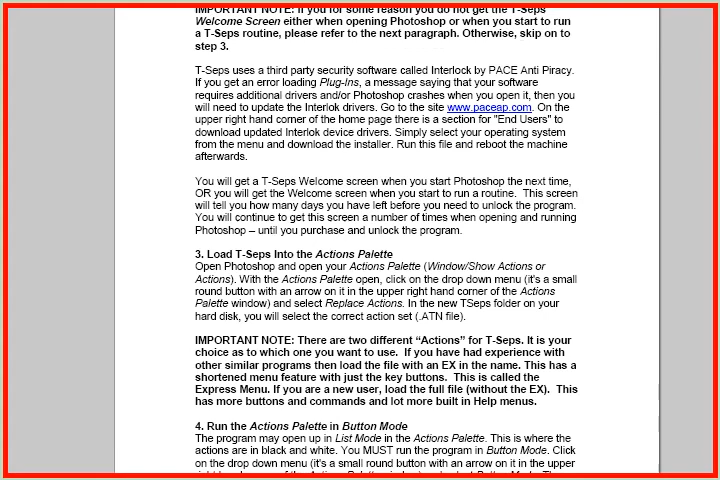 IMPORTANT NOTE: If you for some reason you do not get the T-Seps
Welcome Screen either when opening Photoshop or when you start to run
a T-Seps routine, please refer to the next paragraph. Otherwise, skip on to
step 3.
T-Seps uses a third party security software called Interlock by PACE Anti Piracy.
If you get an error loading Plug-Ins, a message saying that your software
requires additional drivers and/or Photoshop crashes when you open it, then you
will need to update the Interlok drivers. Go to the site www.paceap.com. On the
upper right hand corner of the home page there is a section for "End Users" to
download updated Interlok device drivers. Simply select your operating system
from the menu and download the installer. Run this file and reboot the machine
afterwards.
You will get a T-Seps Welcome screen when you start Photoshop the next time,
OR you will get the Welcome screen when you start to run a routine. This screen
will tell you how many days you have left before you need to unlock the program.
You will continue to get this screen a number of times when opening and running
Photoshop – until you purchase and unlock the program.
3. Load T-Seps Into the Actions Palette
Open Photoshop and open your Actions Palette (Window/Show Actions or
Actions). With the Actions Palette open, click on the drop down menu (it's a small
round button with an arrow on it in the upper right hand corner of the Actions
Palette window) and select Replace Actions. In the new TSeps folder on your
hard disk, you will select the correct action set (.ATN file).
IMPORTANT NOTE: There are two different “Actions” for T-Seps. It is your
choice as to which one you want to use. If you have had experience with
other similar programs then load the file with an EX in the name. This has a
shortened menu feature with just the key buttons. This is called the
Express Menu. If you are a new user, load the full file (without the EX). This
has more buttons and commands and lot more built in Help menus.
4. Run the Actions Palette in Button Mode
The program may open up in List Mode in the Actions Palette. This is where the
actions are in black and white. You MUST run the program in Button Mode. Click
on the drop down menu (it's a small round button with an arrow on it in the upper